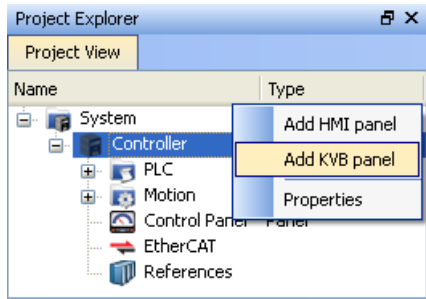 Project Explorer
Project View
Name Type
System
Controller
PLC
Motion
Control Panel Panel
EtherCAT
References
Add HMI panel
Add KVB panel
Properties